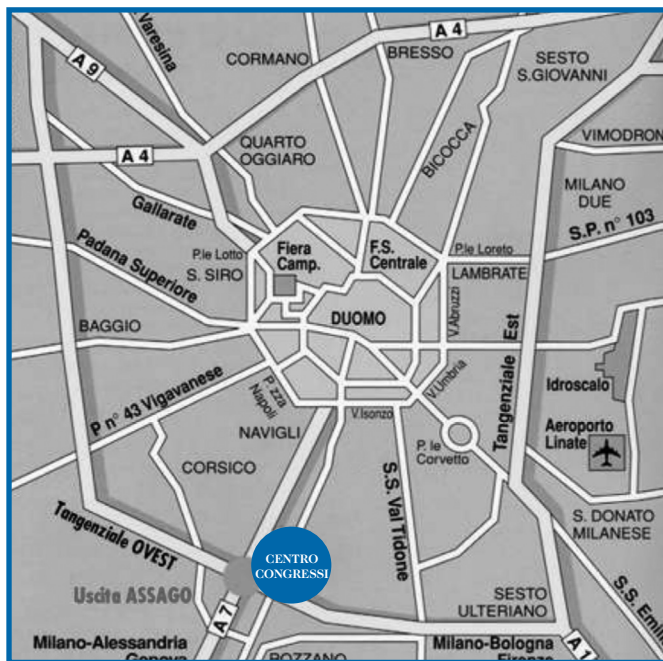 Varesina
A 4
CORMANO
BRESSO
SESTO
S.GIOVANNI
A 9
A 4
QUARTO
OGGIARO
BICOCCA
VIMODRON
MILANO
DUE
Gallarate
S.P. n° 103
Padana Superiore
P.le Lotto
S. SIRO
Fiera
Camp.
F.S.
Centrale
P.le Loreto
LAMBRATE
V.Abruzzi
BAGGIO
DUOMO
Tangenziale Est
Idroscalo
P n° 43 Vigavanese
P.zza
Napoli
V.Umbria
NAVIGLI
V.Isonzo
P. le
Corvetto
Aeroporto
Linate
CORSICO
S.S. Val Tidone
Tangenziale OVEST
S. DONATO
MILANESE
CENTRO
CONGRESSI
Uscita ASSAGO
SESTO
ULTERIANO
S.S. Emil
A 7
Milano-Alessandria
Genova
ROZZANO
Milano-Bologna
Firenze
A 1